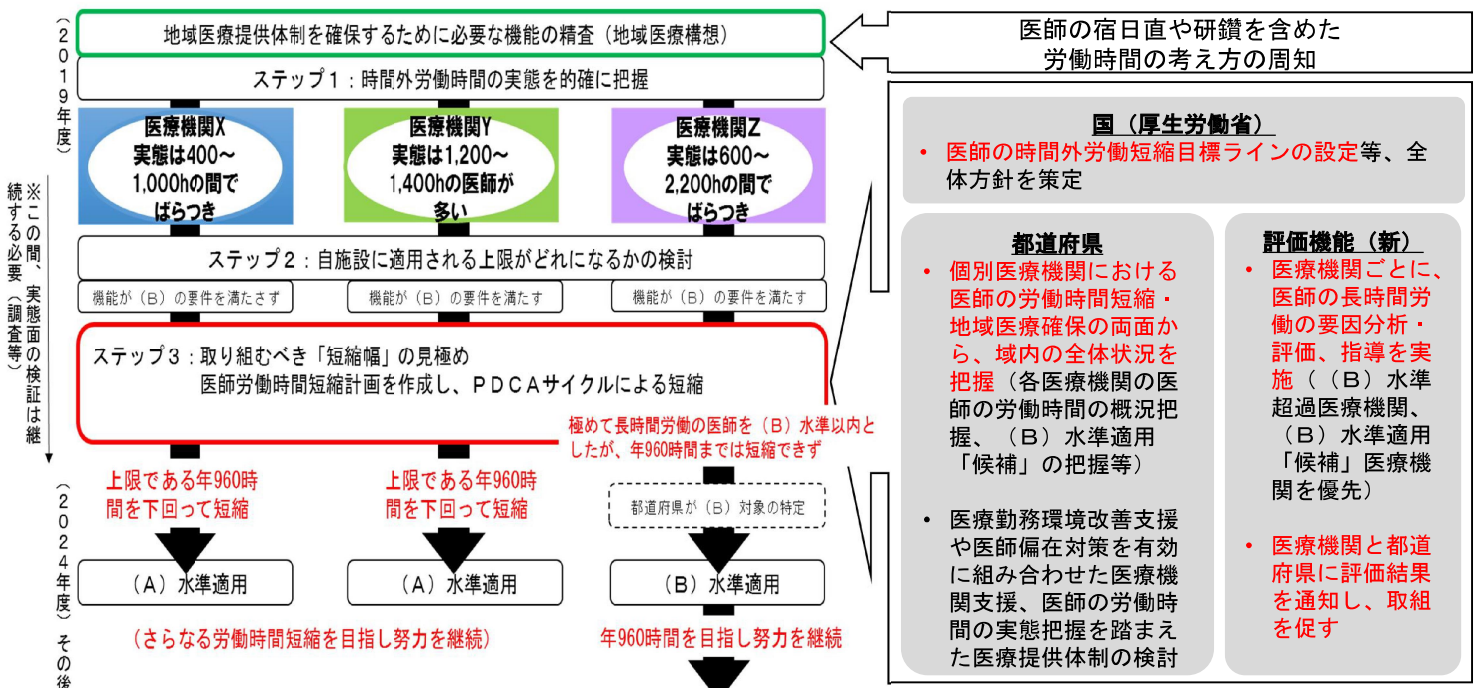 (2019年度)
地域医療提供体制を確保するために必要な機能の精査(地域医療構想)
ステップ1:時間外労働時間の実態を的確に把握
医療機関X
実態は400~
1,000hの間で
ばらつき
医療機関Y
実態は1,200~
1,400hの医師が
多い
医療機関Z
実態は600~
2,200hの間で
ばらつき
※この間、実態面の検証は継
続する必要(調査等)
ステップ2:自施設に適用される上限がどれになるかの検討
機能が(B)の要件を満たさず
機能が(B)の要件を満たす
機能が(B)の要件を満たす
ステップ3:取り組むべき「短縮幅」の見極め
医師労働時間短縮計画を作成し、PDCAサイクルによる短縮
極めて長時間労働の医師を(B)水準以内と
したが、年960時間までは短縮できず
上限である年960時
間を下回って短縮
上限である年960時
間を下回って短縮
都道府県が(B)対象の特定
(2024年度)その後
(A)水準適用
(A)水準適用
(B)水準適用
(さらなる労働時間短縮を目指し努力を継続)
年960時間を目指し努力を継続
医師の宿日直や研鑽を含めた
労働時間の考え方の周知
国(厚生労働省)
• 医師の時間外労働短縮目標ラインの設定等、全
体方針を策定
都道府県
• 個別医療機関における
医師の労働時間短縮・
地域医療確保の両面か
ら、域内の全体状況を
把握(各医療機関の医
師の労働時間の概況把
握、(B)水準適用
「候補」の把握等)
• 医療勤務環境改善支援
や医師偏在対策を有効
に組み合わせた医療機
関支援、医師の労働時
間の実態把握を踏まえ
た医療提供体制の検討
評価機能(新)
• 医療機関ごとに、
医師の長時間労
働の要因分析・
評価、指導を実
施((B)水準
超過医療機関、
(B)水準適用
「候補」医療機
関を優先)
• 医療機関と都道
府県に評価結果
を通知し、取組
を促す